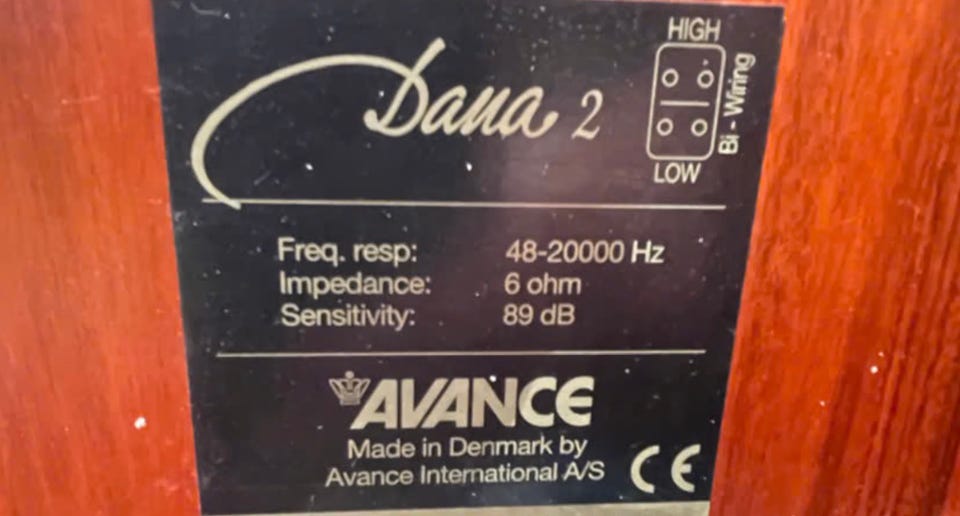 Dana 2
HIGH
Bi - Wiring
LOW
Freq. resp: 48-20000 Hz
Impedance: 6 ohm
Sensitivity: 89 dB
AVANCE
Made in Denmark by
Avance International A/S
CE